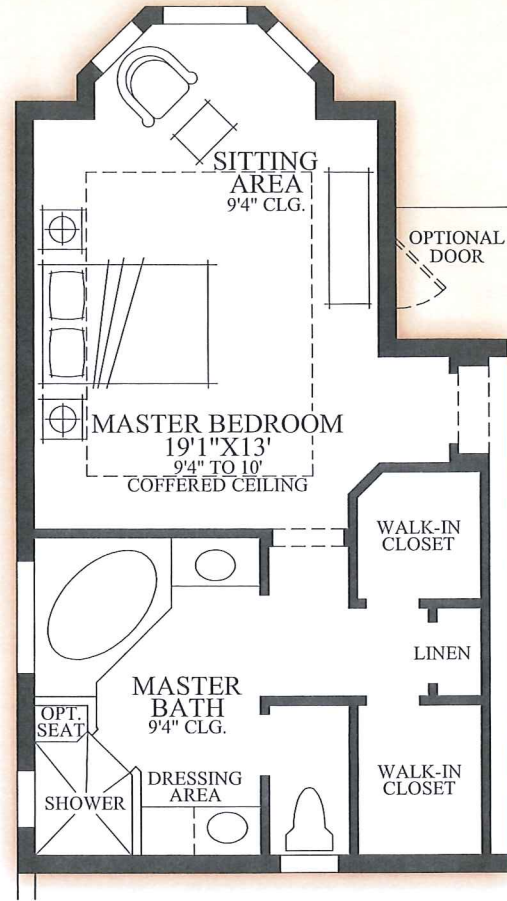 SITTING
AREA
9'4" CLG.
OPTIONAL
DOOR
MASTER BEDROOM
19'1"X13'
9'4" TO 10'
COFFERED CEILING
WALK-IN
CLOSET
LINEN
MASTER
BATH
9'4" CLG.
OPT.
SEAT
SHOWER
DRESSING
AREA
WALK-IN
CLOSET